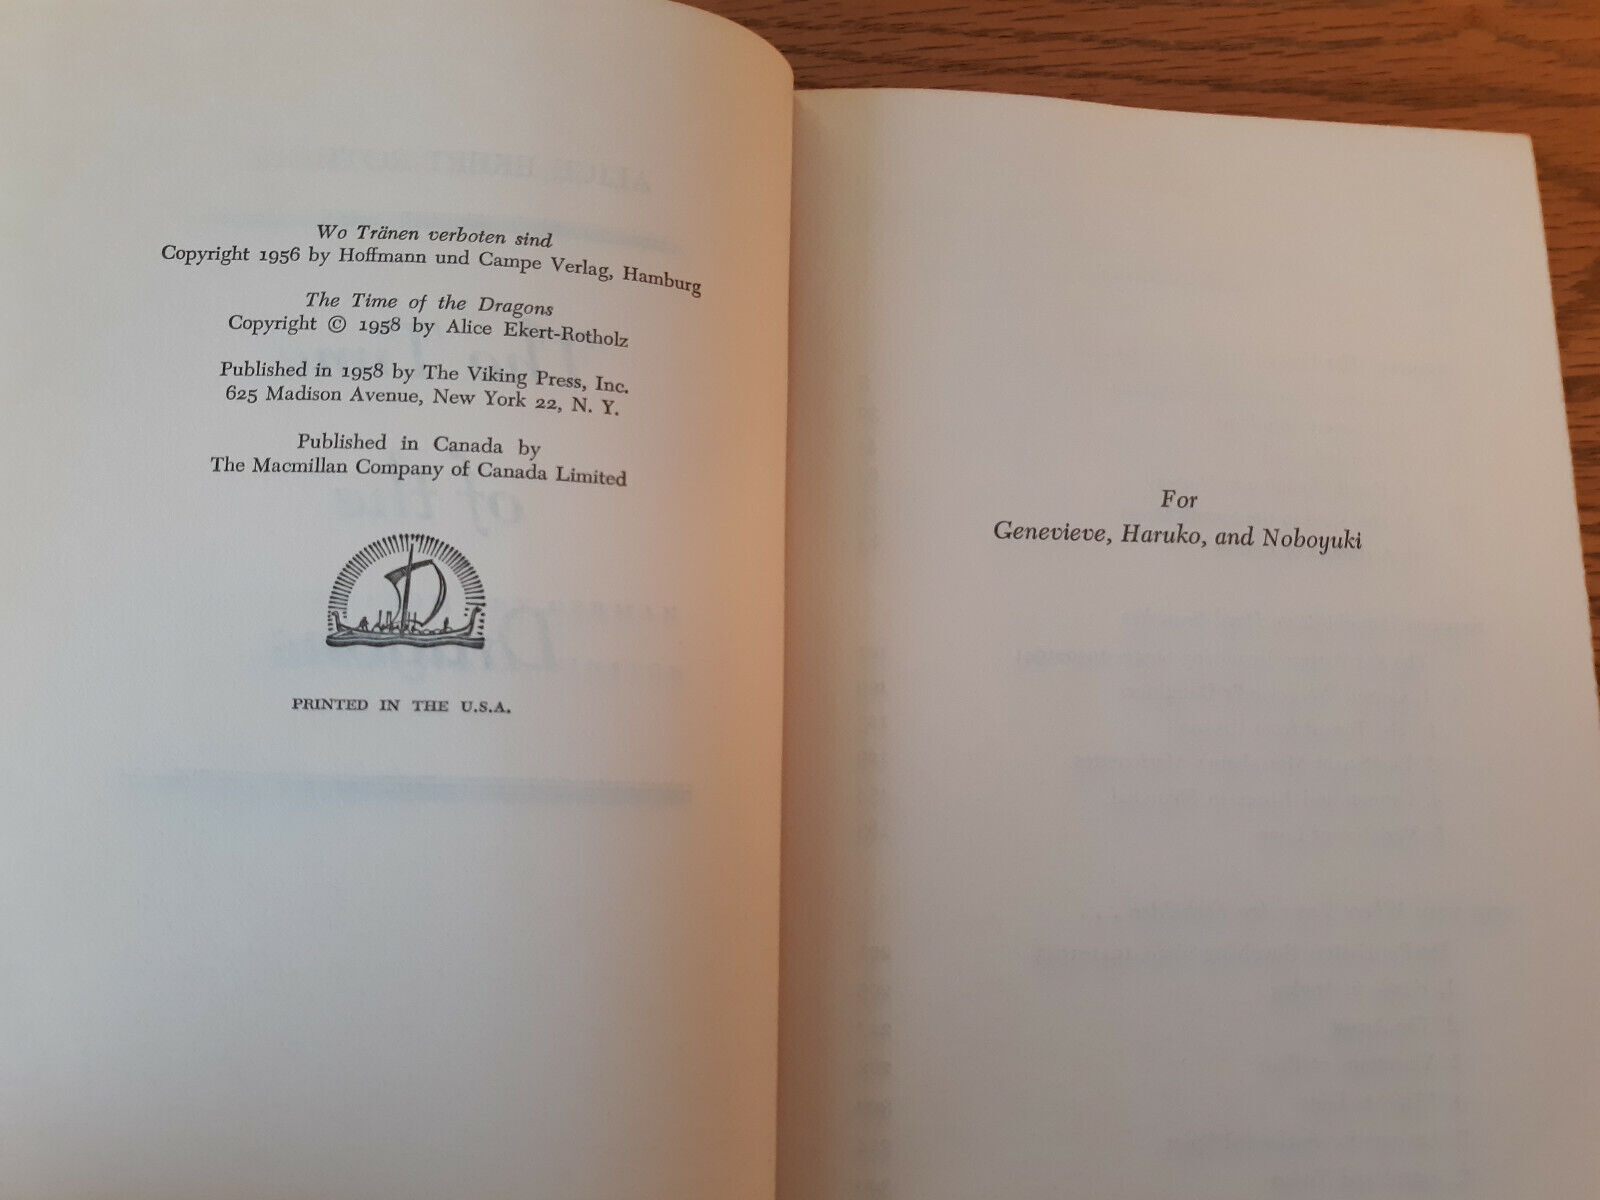 Wo Tränen verboten sind
Copyright 1956 by Hoffmann und Campe Verlag, Hamburg
The Time of the Dragons
Copyright © 1958 by Alice Ekert-Rotholz
Published in 1958 by The Viking Press, Inc.
625 Madison Avenue, New York 22, N. Y.
Published in Canada by
The Macmillan Company of Canada Limited
PRINTED IN THE U.S.A.
For
Genevieve, Haruko, and Noboyuki